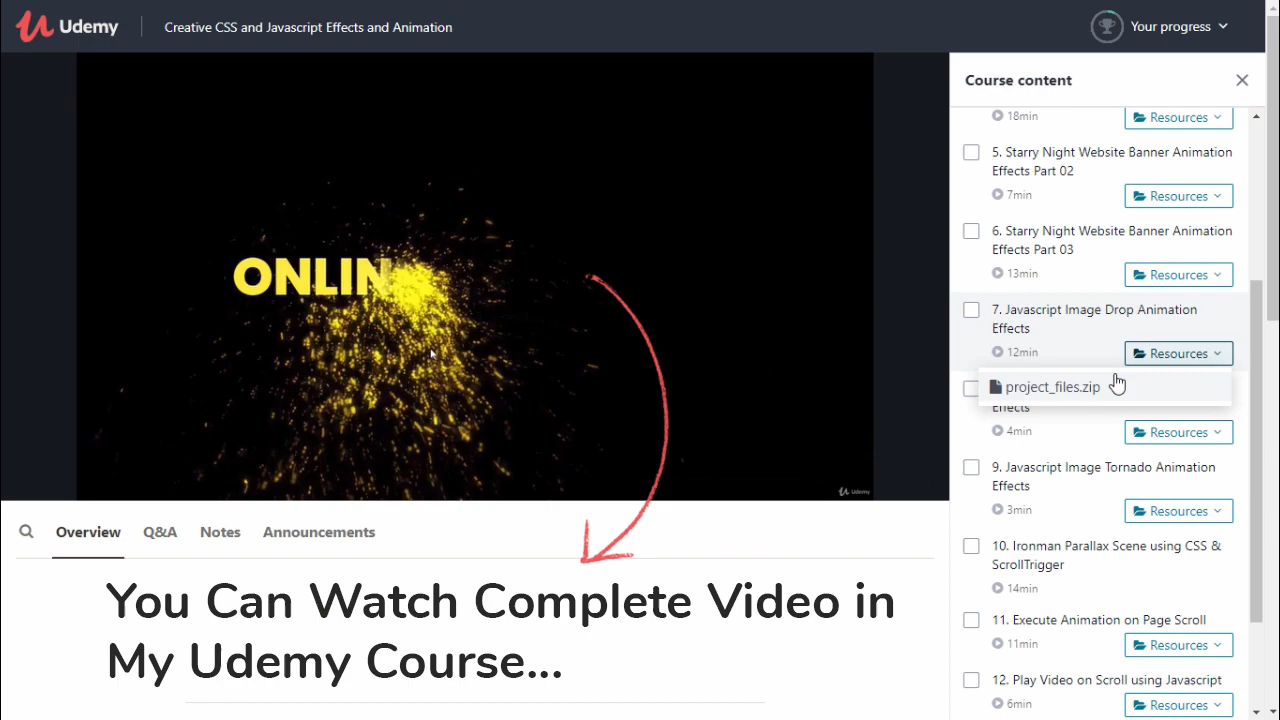 Udemy
Creative CSS and Javascript Effects and Animation
Your progress
ONLIN
Udemy
Overview
Q&A
Notes
Announcements
You Can Watch Complete Video in
My Udemy Course...
Course content
18min
Resources
5. Starry Night Website Banner Animation
Effects Part 02
7min
Resources
6. Starry Night Website Banner Animation
Effects Part 03
13min
Resources
7. Javascript Image Drop Animation
Effects
12min
Resources
project_files.zip
Effects
4min
Resources
9. Javascript Image Tornado Animation
Effects
3min
Resources
10. Ironman Parallax Scene using CSS &
ScrollTrigger
14min
11. Execute Animation on Page Scroll
11min
Resources
12. Play Video on Scroll using Javascript
6min
Resources